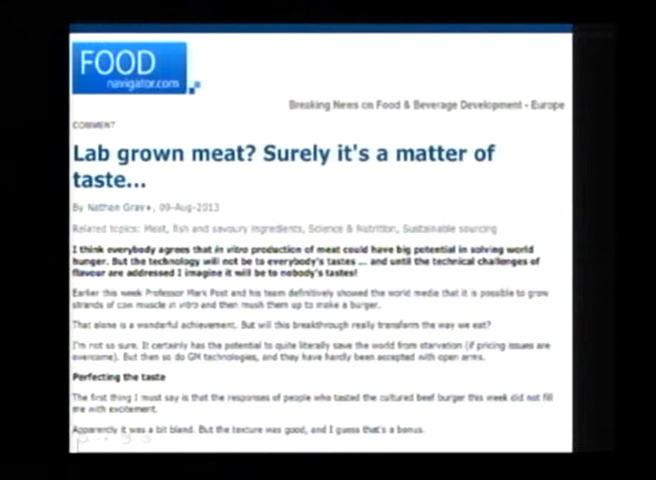 FOOD
navigator.com
Breaking News on Food & Beverage Development - Europe
COMMENT
Lab grown meat? Surely it's a matter of
taste...
By Nathan Gray+, 09-Aug-2013
Related topics: Meat, fish and savoury ingredients, Science & Nutrition, Sustainable sourcing
I think everybody agrees that in vitro production of meat could have big potential in solving world
hunger. But the technology will not be to everybody's tastes ... and until the technical challenges of
flavour are addressed I imagine it will be to nobody's tastes!
Earlier this week Professor Mark Post and his team definitively showed the world media that it is possible to grow
strands of cow muscle in vitro and then mush them up to make a burger.
That alone is a wonderful achievement. But will this breakthrough really transform the way we eat?
I'm not so sure. It certainly has the potential to quite literally save the world from starvation (if pricing issues are
overcome). But then so do GM technologies, and they have hardly been accepted with open arms.
Perfecting the taste
The first thing I must say is that the responses of people who tasted the cultured beef burger this week did not fill
me with excitement.
Apparently it was a bit bland. But the texture was good, and I guess that's a bonus.